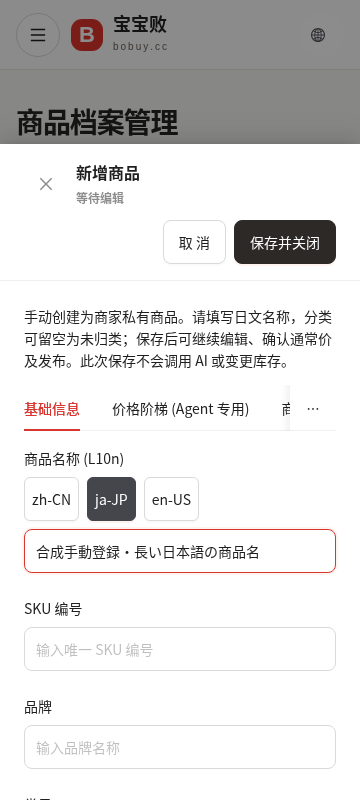 B
宝宝败
bobuy.cc
商品档案管理
新增商品
等待编辑
取 消
保存并关闭
手动创建为商家私有商品。请填写日文名称，分类
可留空为未归类；保存后可继续编辑、确认通常价
及发布。此次保存不会调用 AI 或变更库存。
基础信息
价格阶梯 (Agent 专用)
···
商品名称 (L10n)
zh-CN
ja-JP
en-US
合成手動登録・長い日本語の商品名
SKU 编号
输入唯一 SKU 编号
品牌
输入品牌名称